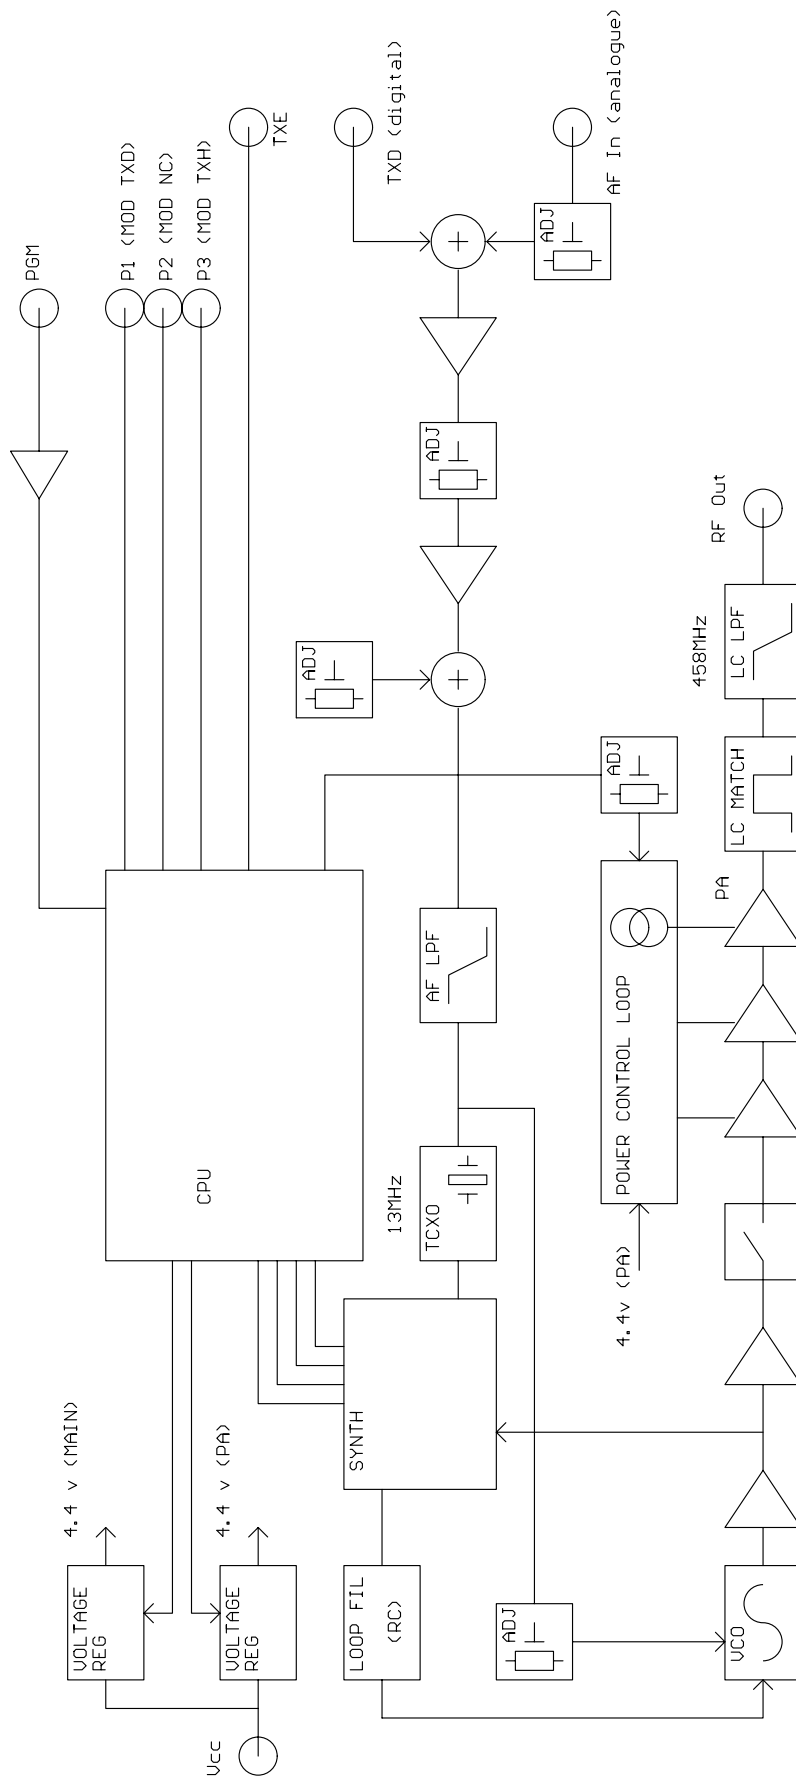 Vcc
VOLTAGE
REG
4.4 v (MAIN)
VOLTAGE
REG
4.4 v (PA)
PGM
P1 (MOD TXD)
P2 (MOD NC)
P3 (MOD TXH)
TXE
CPU
LOOP FIL
(RC)
SYNTH
13MHz
TCXO
AF LPF
ADJ
+
ADJ
+
TXD (digital)
ADJ
AF In (analogue)
ADJ
4.4v (PA)
POWER CONTROL LOOP
ADJ
VCO
PA
LC MATCH
458MHz
LC LPF
RF Out